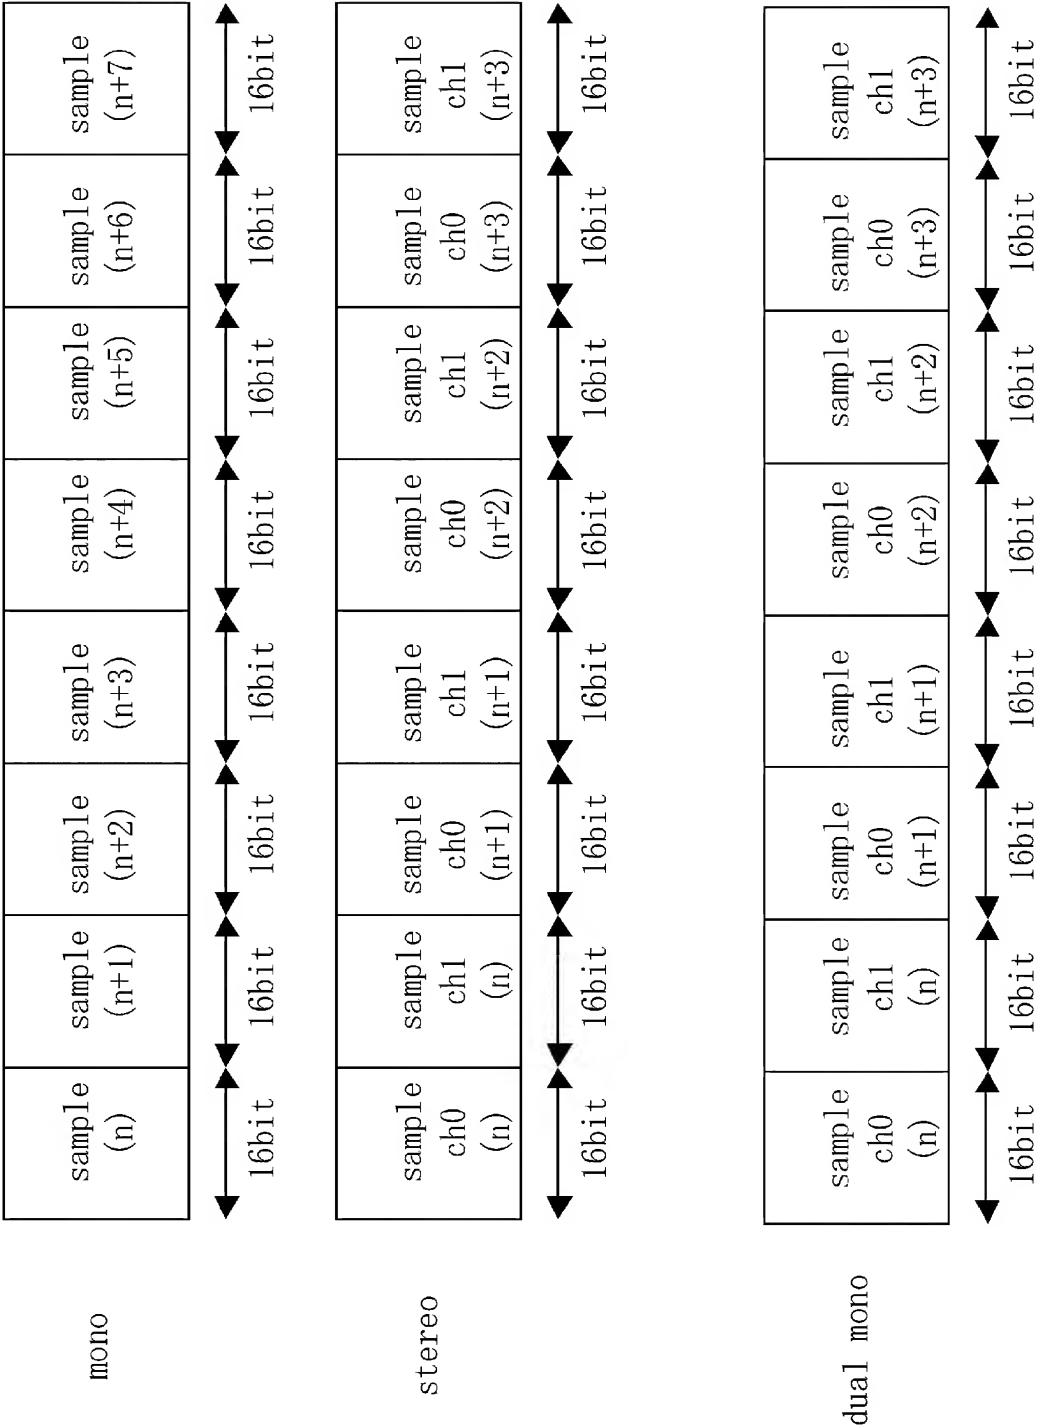 mono
sample
(n)
sample
(n+1)
sample
(n+2)
sample
(n+3)
sample
(n+4)
sample
(n+5)
sample
(n+6)
sample
(n+7)
16bit
16bit
16bit
16bit
16bit
16bit
16bit
16bit
stereo
sample
ch0
(n)
sample
ch1
(n)
sample
ch0
(n+1)
sample
ch1
(n+1)
sample
ch0
(n+2)
sample
ch1
(n+2)
sample
ch0
(n+3)
sample
ch1
(n+3)
16bit
16bit
16bit
16bit
16bit
16bit
16bit
16bit
dual mono
sample
ch0
(n)
sample
ch1
(n)
sample
ch0
(n+1)
sample
ch1
(n+1)
sample
ch0
(n+2)
sample
ch1
(n+2)
sample
ch0
(n+3)
sample
ch1
(n+3)
16bit
16bit
16bit
16bit
16bit
16bit
16bit
16bit